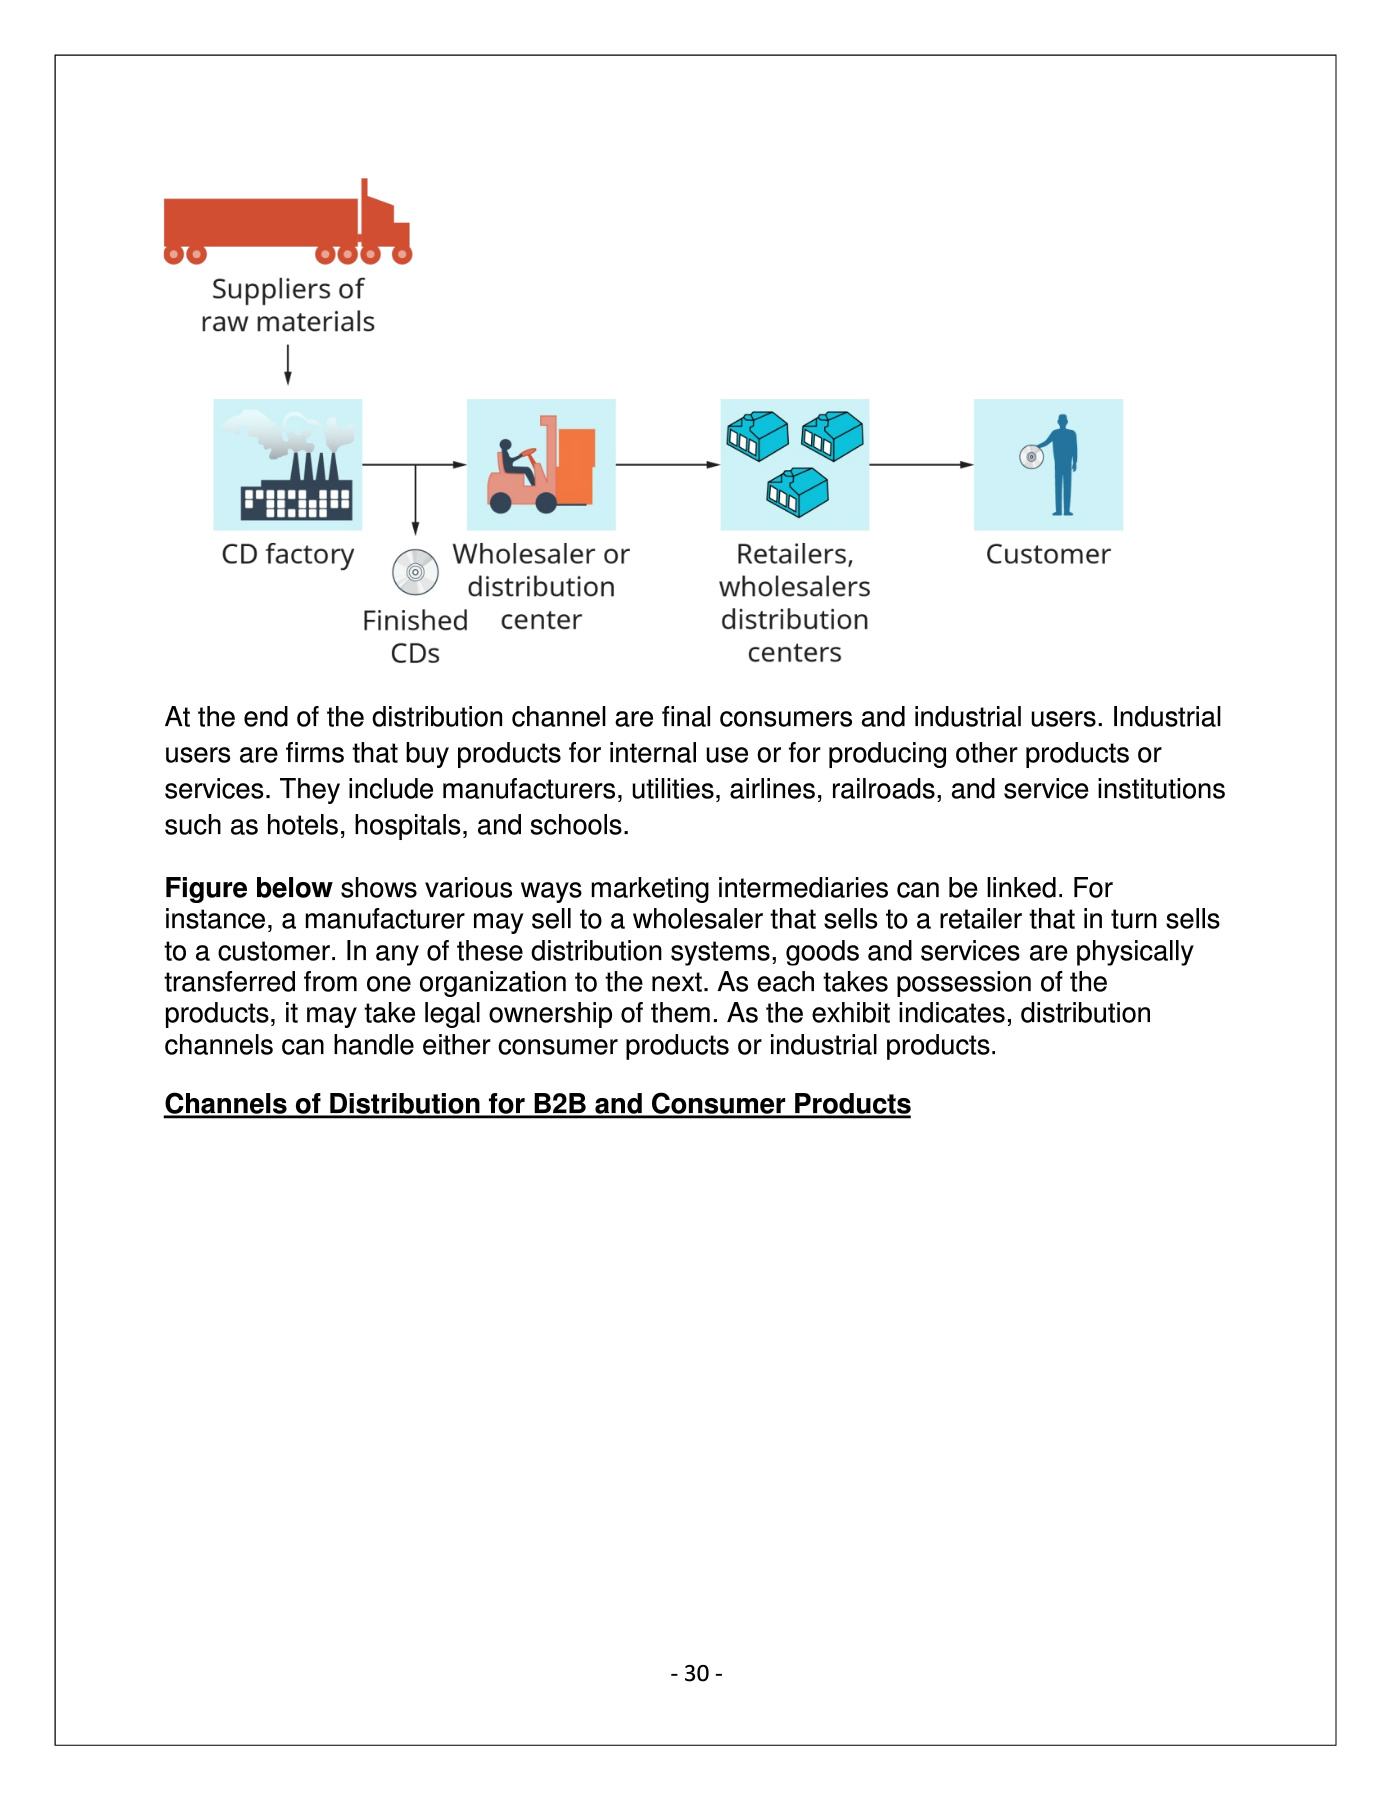 Suppliers of
raw materials
CD factory
Finished
CDs
Wholesaler or
distribution
center
Retailers,
wholesalers
distribution
centers
Customer
At the end of the distribution channel are final consumers and industrial users. Industrial
users are firms that buy products for internal use or for producing other products or
services. They include manufacturers, utilities, airlines, railroads, and service institutions
such as hotels, hospitals, and schools.
Figure below shows various ways marketing intermediaries can be linked. For
instance, a manufacturer may sell to a wholesaler that sells to a retailer that in turn sells
to a customer. In any of these distribution systems, goods and services are physically
transferred from one organization to the next. As each takes possession of the
products, it may take legal ownership of them. As the exhibit indicates, distribution
channels can handle either consumer products or industrial products.
Channels of Distribution for B2B and Consumer Products
- 30 -